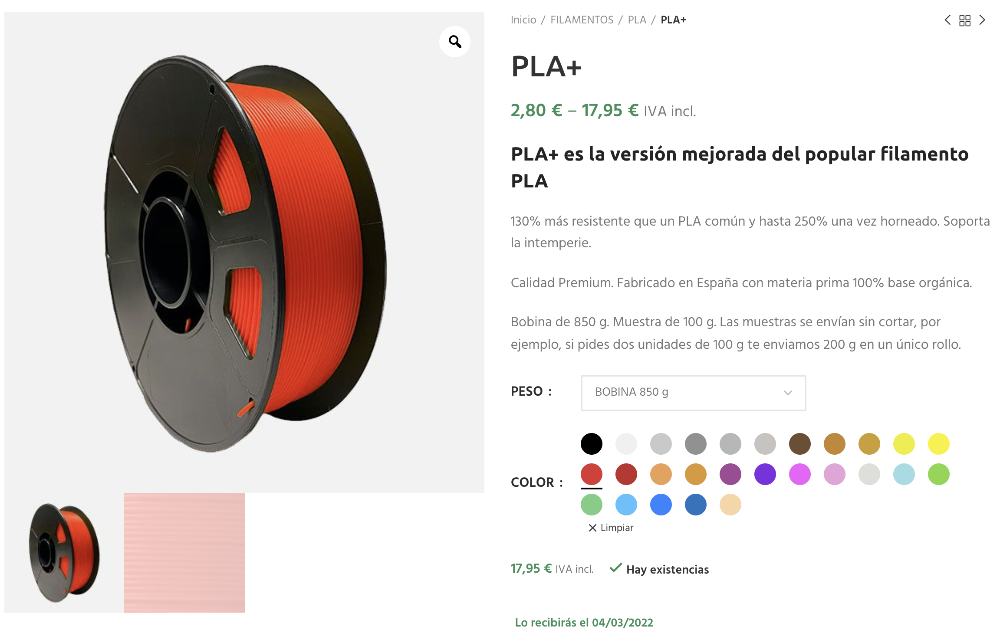 Inicio / FILAMENTOS / PLA / PLA+
PLA+
2,80 € – 17,95 € IVA incl.
PLA+ es la versión mejorada del popular filamento
PLA
130% más resistente que un PLA común y hasta 250% una vez horneado. Soporta
la intemperie.
Calidad Premium. Fabricado en España con materia prima 100% base orgánica.
Bobina de 850 g. Muestra de 100 g. Las muestras se envían sin cortar, por
ejemplo, si pides dos unidades de 100 g te enviamos 200 g en un único rollo.
PESO :
BOBINA 850 g
COLOR :
Limpiar
17,95 € IVA incl. Hay existencias
Lo recibirás el 04/03/2022